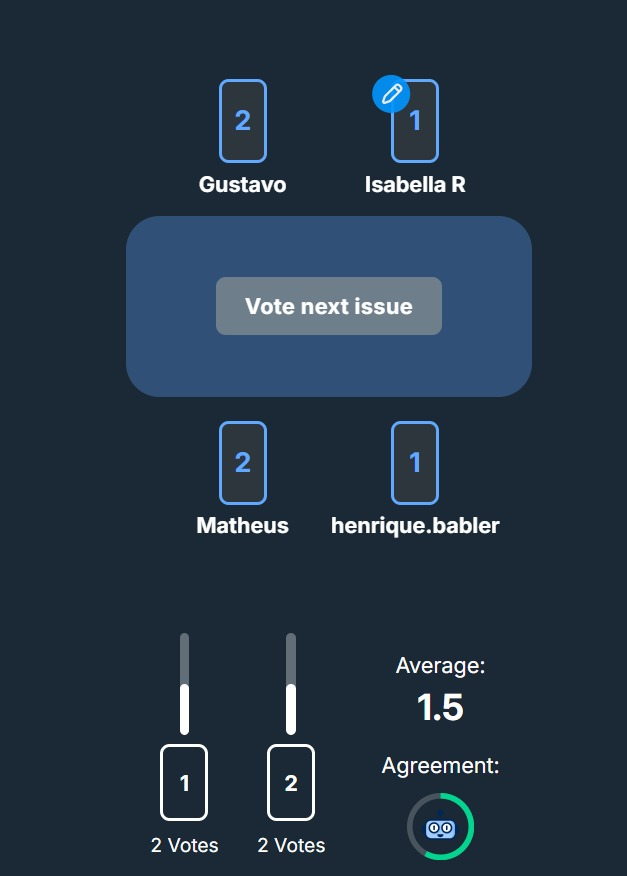 2
1
Gustavo
Isabella R
Vote next issue
2
1
Matheus
henrique.babler
Average:
1.5
Agreement:
1
2
2 Votes
2 Votes